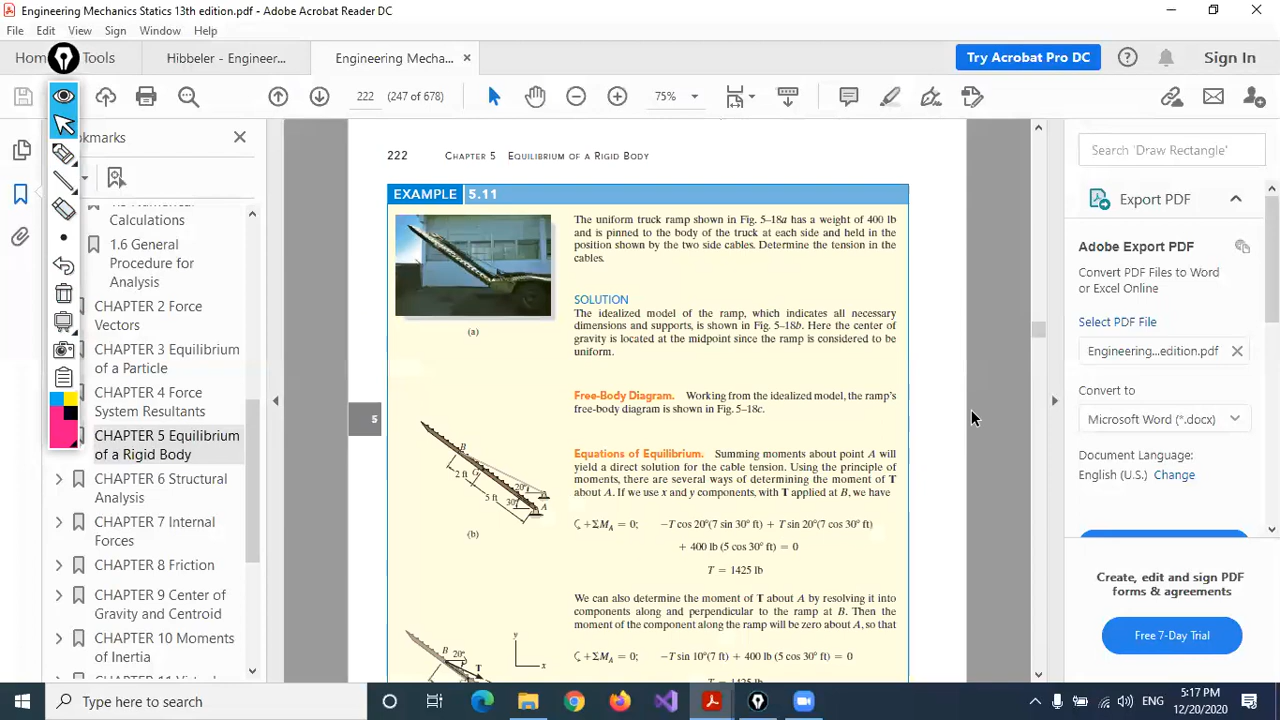 Engineering Mechanics Statics 13th edition.pdf - Adobe Acrobat Reader DC
File Edit View Sign Window Help
Home Tools Hibbeler - Engineer... Engineering Mecha... Try Acrobat Pro DC Sign In
222 (247 of 678) 75%
Search 'Draw Rectangle'
Calculations
1.6 General
Procedure for
Analysis
CHAPTER 2 Force
Vectors
CHAPTER 3 Equilibrium
of a Particle
CHAPTER 4 Force
System Resultants
CHAPTER 5 Equilibrium
of a Rigid Body
CHAPTER 6 Structural
Analysis
CHAPTER 7 Internal
Forces
CHAPTER 8 Friction
CHAPTER 9 Center of
Gravity and Centroid
CHAPTER 10 Moments
of Inertia
222 CHAPTER 5 EQUILIBRIUM OF A RIGID BODY
EXAMPLE 5.11
The uniform truck ramp shown in Fig. 5–18a has a weight of 400 lb
and is pinned to the body of the truck at each side and held in the
position shown by the two side cables. Determine the tension in the
cables.
(a)
SOLUTION
The idealized model of the ramp, which indicates all necessary
dimensions and supports, is shown in Fig. 5–18b. Here the center of
gravity is located at the midpoint since the ramp is considered to be
uniform.
Free-Body Diagram. Working from the idealized model, the ramp's
free-body diagram is shown in Fig. 5–18c.
5
B
2 ft G
20°
5 ft 30° A
(b)
Equations of Equilibrium. Summing moments about point A will
yield a direct solution for the cable tension. Using the principle of
moments, there are several ways of determining the moment of T
about A. If we use x and y components, with T applied at B, we have
ζ+ΣM_A = 0; −T cos 20°(7 sin 30° ft) + T sin 20°(7 cos 30° ft)
+ 400 lb (5 cos 30° ft) = 0
T = 1425 lb
We can also determine the moment of T about A by resolving it into
components along and perpendicular to the ramp at B. Then the
moment of the component along the ramp will be zero about A, so that
ζ+ΣM_A = 0; −T sin 10°(7 ft) + 400 lb (5 cos 30° ft) = 0
T = 1425 lb
y
x
B 20°
T
Export PDF
Adobe Export PDF
Convert PDF Files to Word
or Excel Online
Select PDF File
Engineering...edition.pdf
Convert to
Microsoft Word (*.docx)
Document Language:
English (U.S.) Change
Create, edit and sign PDF
forms & agreements
Free 7-Day Trial
Type here to search
ENG 5:17 PM
12/20/2020